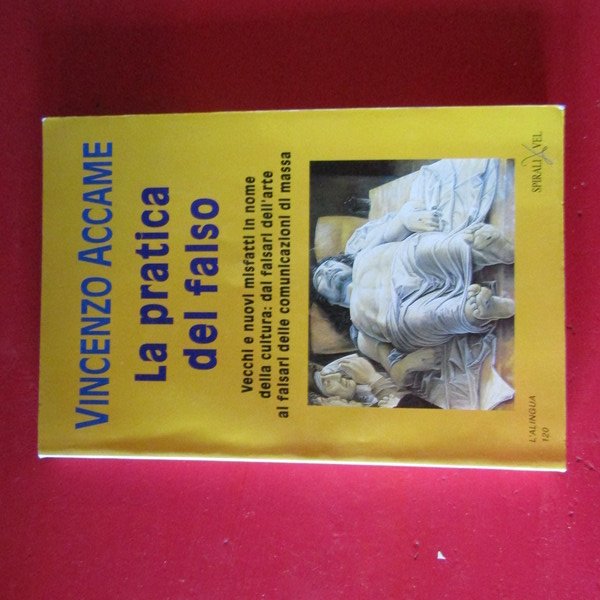 VINCENZO ACCAME
La pratica
del falso
Vecchi e nuovi misfatti in nome
della cultura: dai falsari dell'arte
ai falsari delle comunicazioni di massa
L'ALINGUA
120
SPIRALI VEL